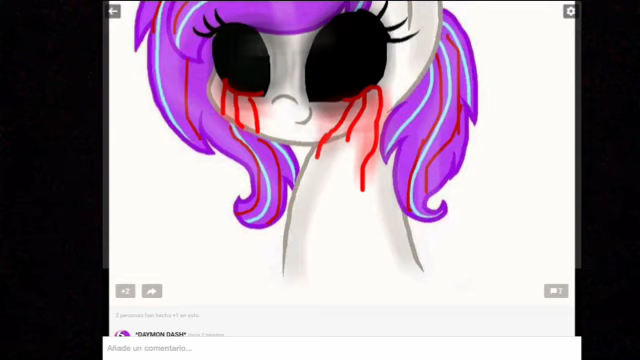 +2
7
2 personas han hecho +1 en esto
*DAYMON DASH*
Añade un comentario...